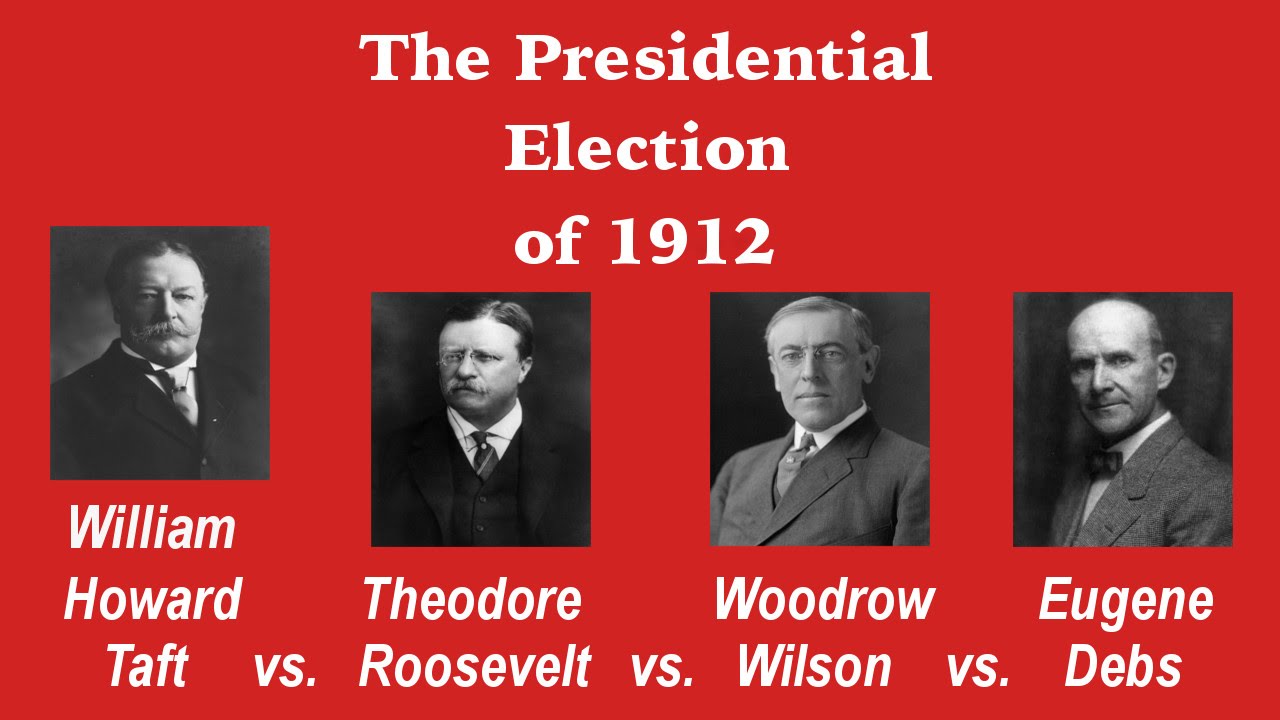 The Presidential
Election
of 1912
William
Howard Theodore Woodrow Eugene
Taft vs. Roosevelt vs. Wilson vs. Debs